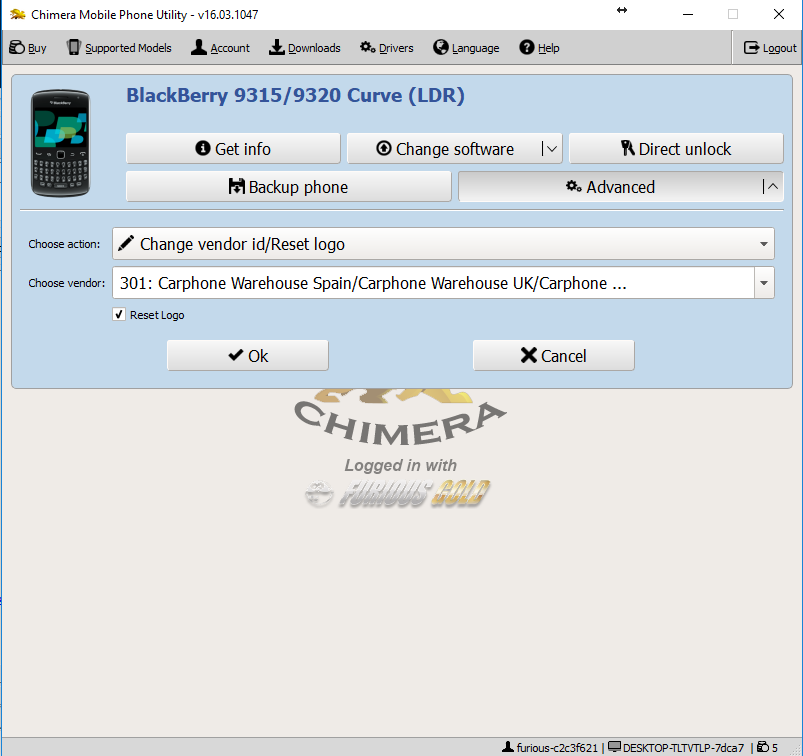 Chimera Mobile Phone Utility - v16.03.1047
Buy Supported Models Account Downloads Drivers Language Help Logout
BlackBerry 9315/9320 Curve (LDR)
Get info Change software Direct unlock
Backup phone Advanced
Choose action: Change vendor id/Reset logo
Choose vendor: 301: Carphone Warehouse Spain/Carphone Warehouse UK/Carphone ...
Reset Logo
Ok Cancel
CHIMERA
Logged in with
FURIOUS GOLD
furious-c2c3f621 | DESKTOP-TLTVTLP-7dca7 | 5